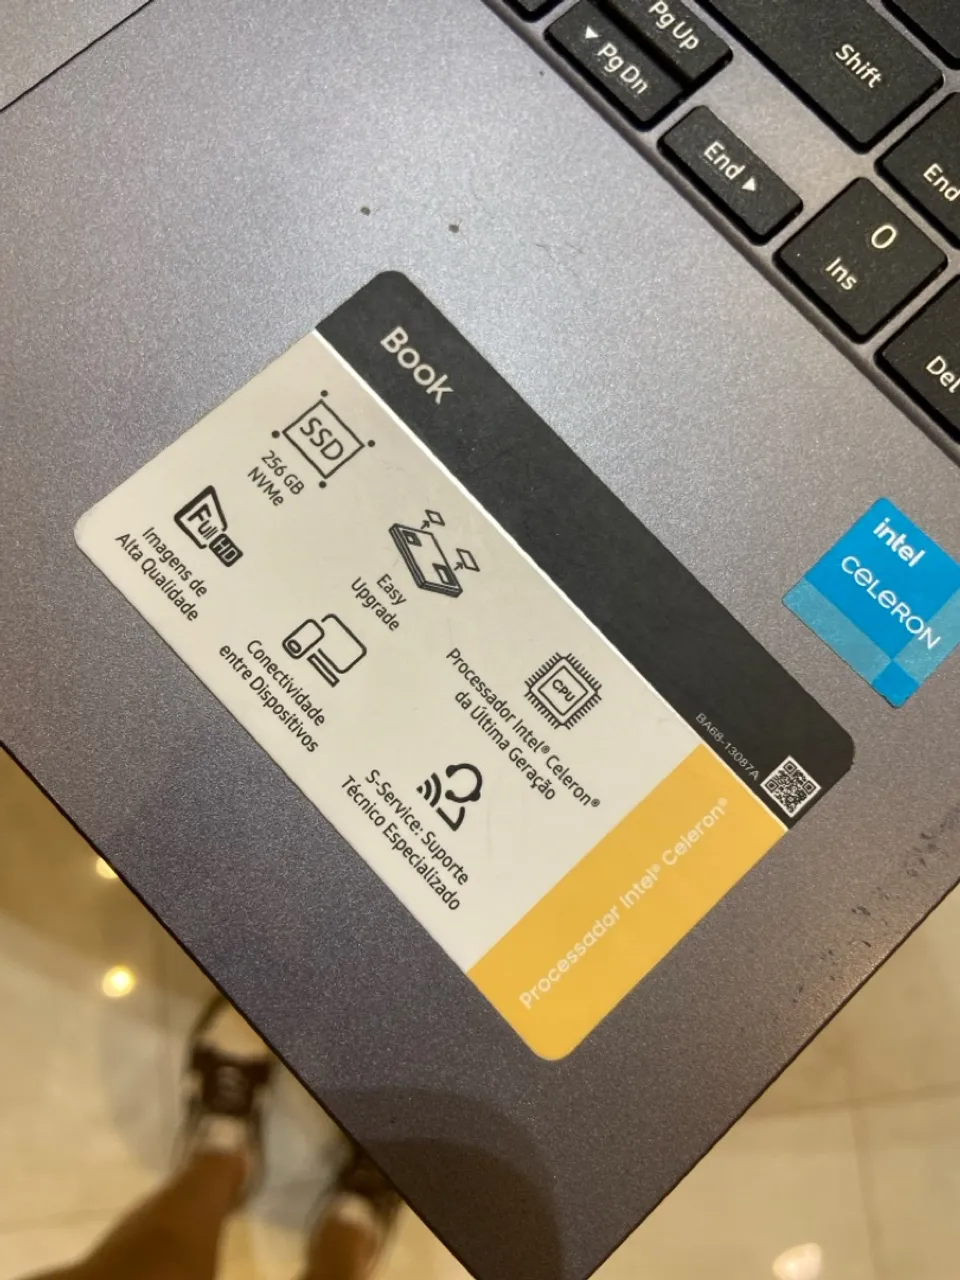 Pg Up
Pg Dn
Shift
End
End
0
Ins
Del
Book
SSD
256 GB
NVMe
Full HD
Imagens de
Alta Qualidade
Easy
Upgrade
Conectividade
entre Dispositivos
CPU
Processador Intel® Celeron®
da Última Geração
S-Service: Suporte
Técnico Especializado
BA68-13087A
Processador Intel® Celeron®
intel
CELERON